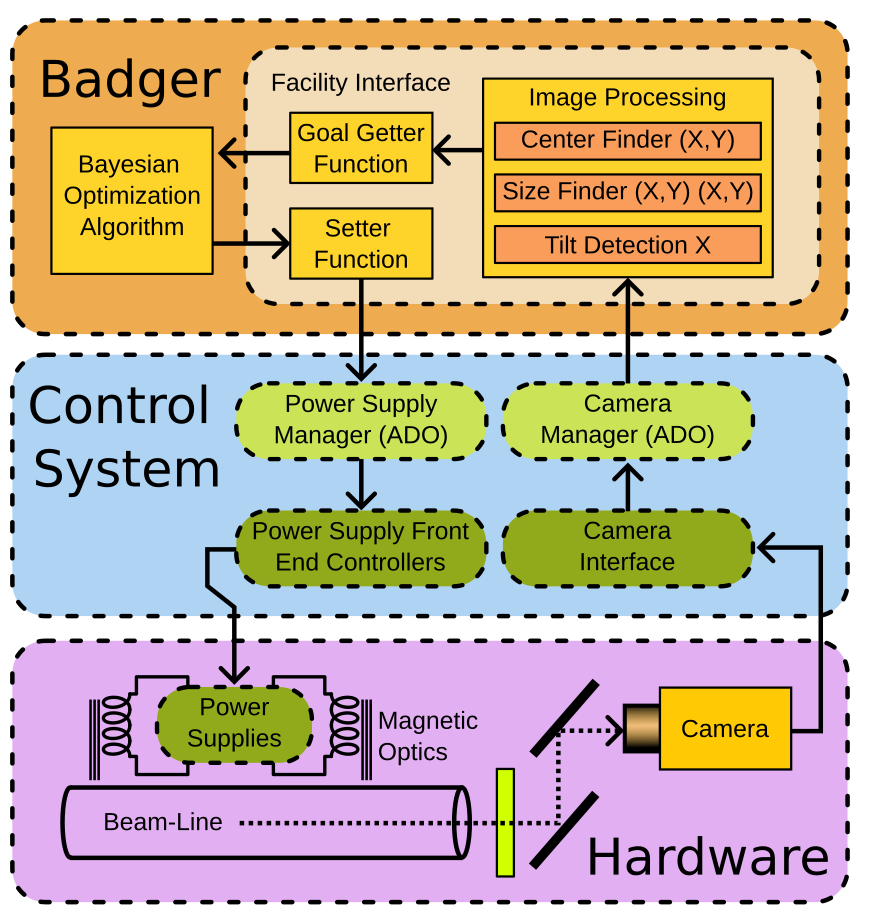 Badger
Facility Interface
Bayesian
Optimization
Algorithm
Goal Getter
Function
Setter
Function
Image Processing
Center Finder (X,Y)
Size Finder (X,Y) (X,Y)
Tilt Detection X
Control
System
Power Supply
Manager (ADO)
Camera
Manager (ADO)
Power Supply Front
End Controllers
Camera
Interface
Power
Supplies
Magnetic
Optics
Camera
Beam-Line
Hardware